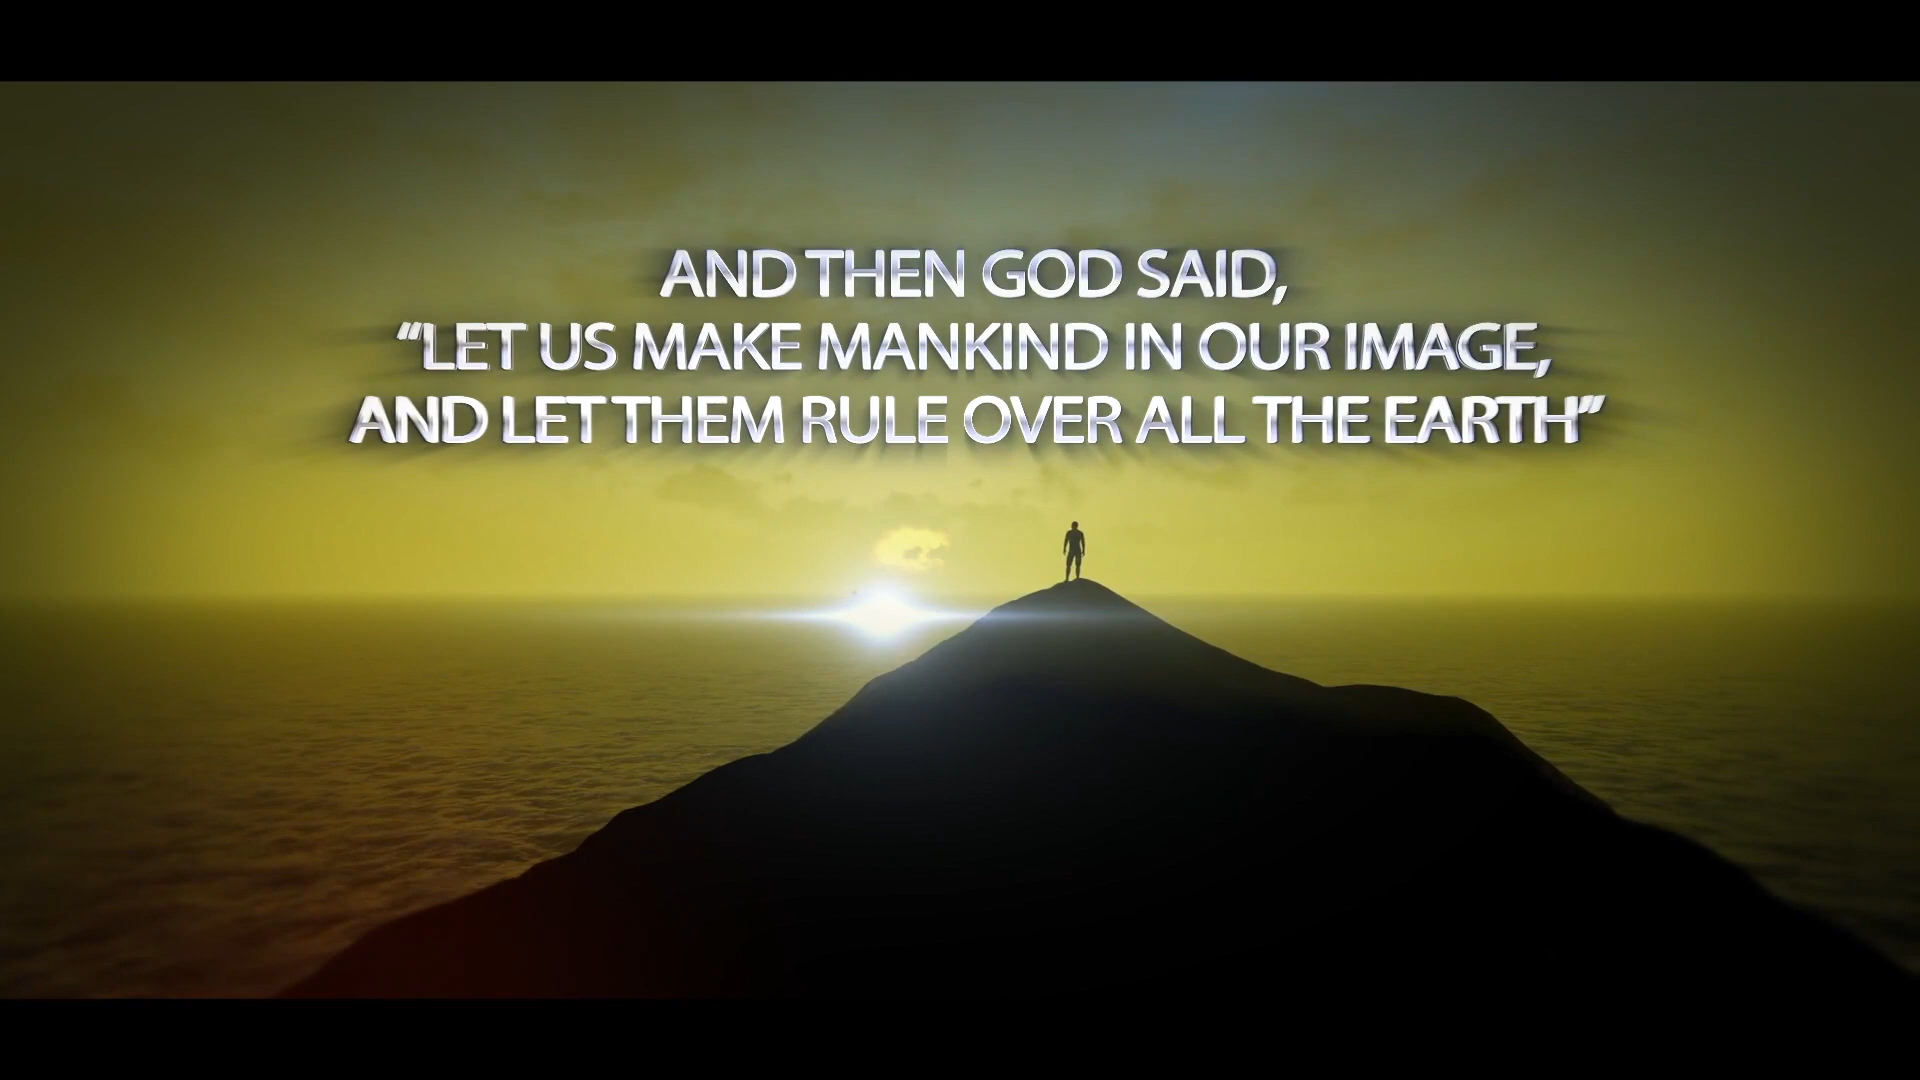 AND THEN GOD SAID,
“LET US MAKE MANKIND IN OUR IMAGE,
AND LET THEM RULE OVER ALL THE EARTH”